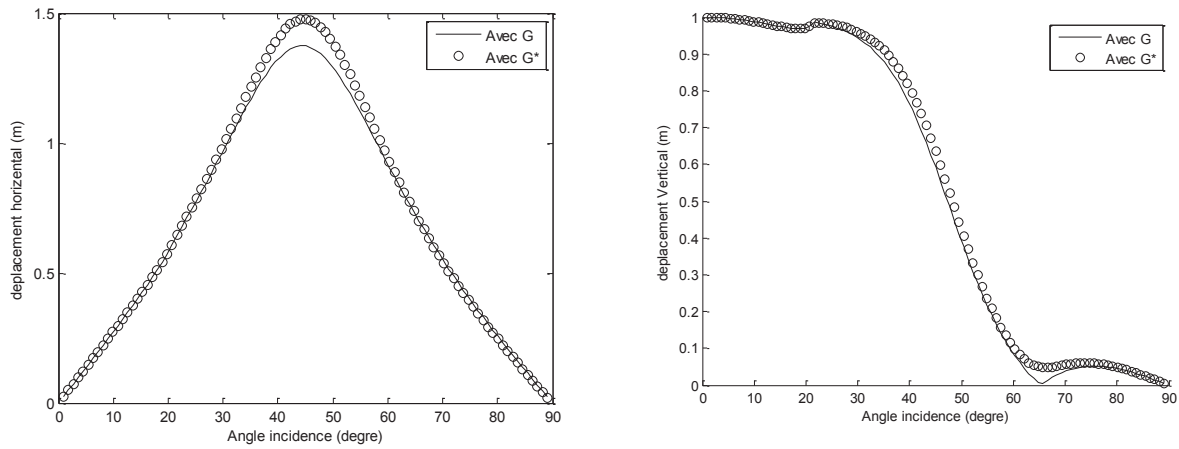 1.5
1
0.5
0
0 10 20 30 40 50 60 70 80 90
Angle incidence (degre)
deplacement horizental (m)
Avec G
Avec G*
1
0.9
0.8
0.7
0.6
0.5
0.4
0.3
0.2
0.1
0
0 10 20 30 40 50 60 70 80 90
Angle incidence (degre)
deplacement Vertical (m)
Avec G
Avec G*